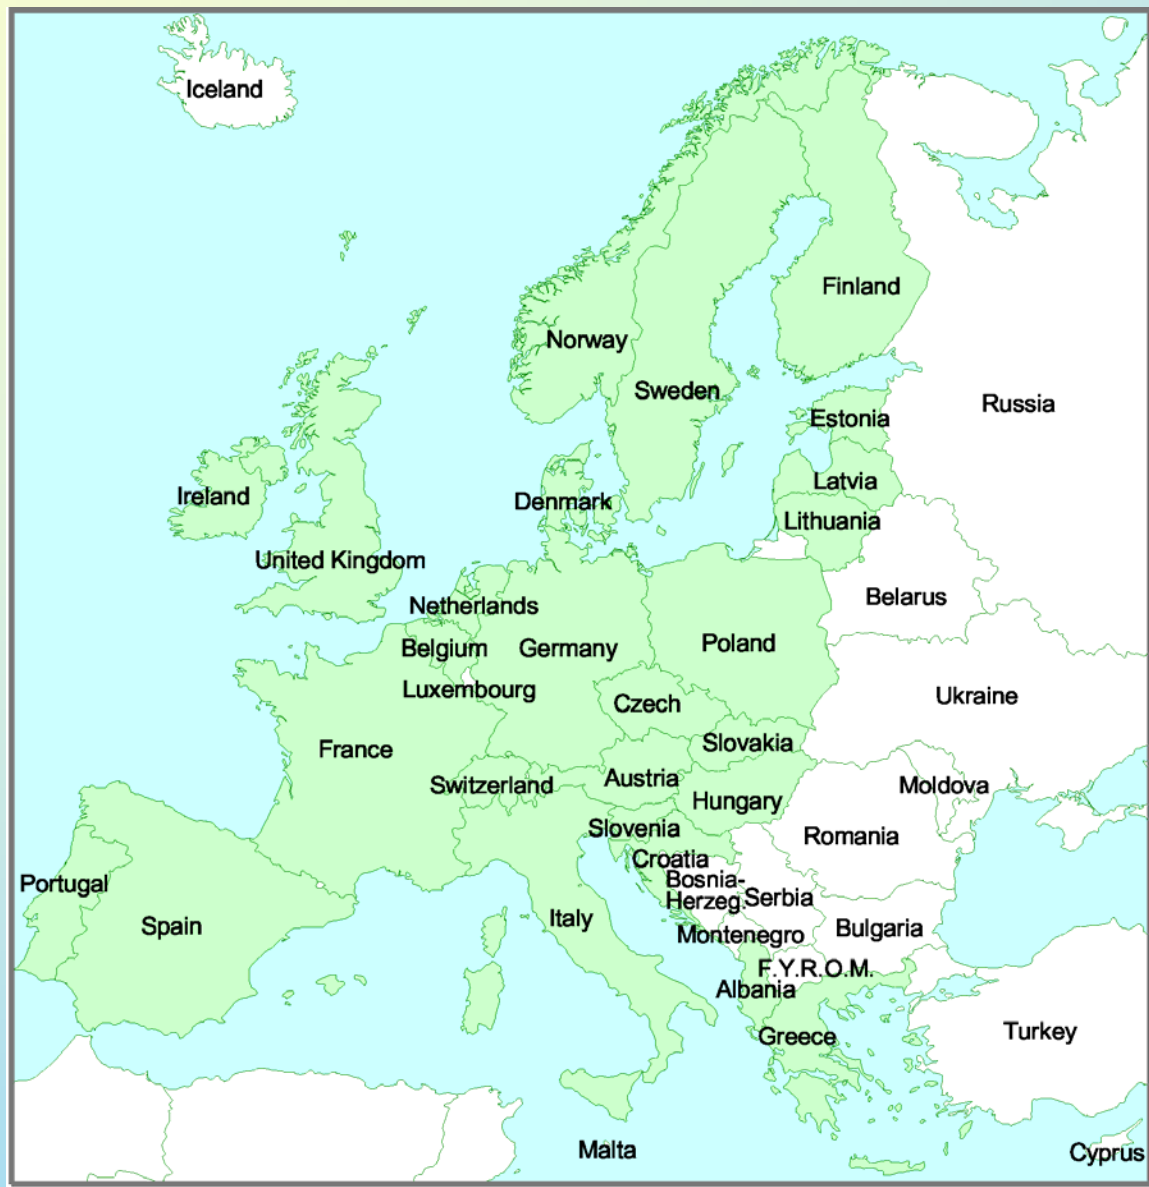 Iceland
Finland
Norway
Sweden
Russia
Estonia
Latvia
Ireland
Denmark
Lithuania
United Kingdom
Belarus
Netherlands
Belgium
Germany
Poland
Luxembourg
Ukraine
Czech
France
Slovakia
Switzerland
Austria
Moldova
Hungary
Slovenia
Romania
Croatia
Bosnia-
Herzeg.
Portugal
Serbia
Spain
Italy
Bulgaria
Montenegro
F.Y.R.O.M.
Albania
Greece
Turkey
Malta
Cyprus